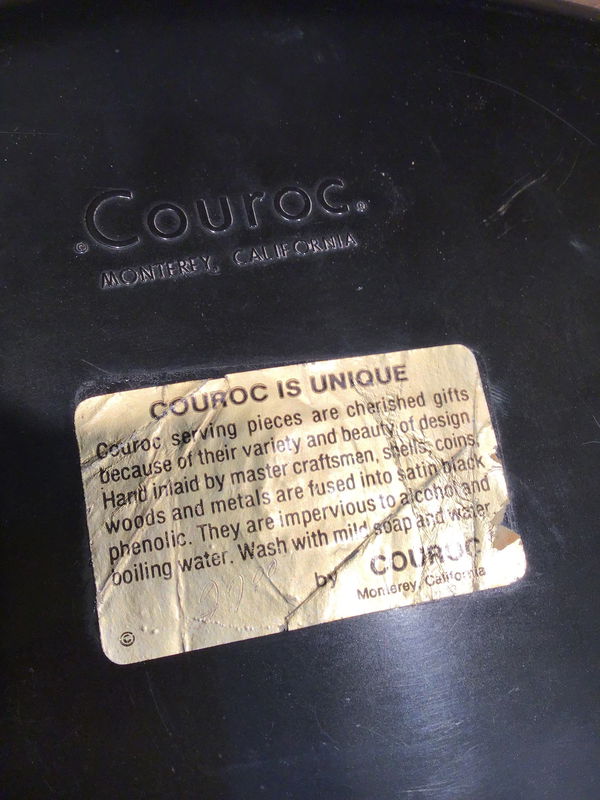 © Couroc ®
MONTEREY, CALIFORNIA
COUROC IS UNIQUE
Couroc serving pieces are cherished gifts
because of their variety and beauty of design.
Hand inlaid by master craftsmen, shells, coins,
woods and metals are fused into satin black
phenolic. They are impervious to alcohol and
boiling water. Wash with mild soap and water.
by COUROC
Monterey, California
©